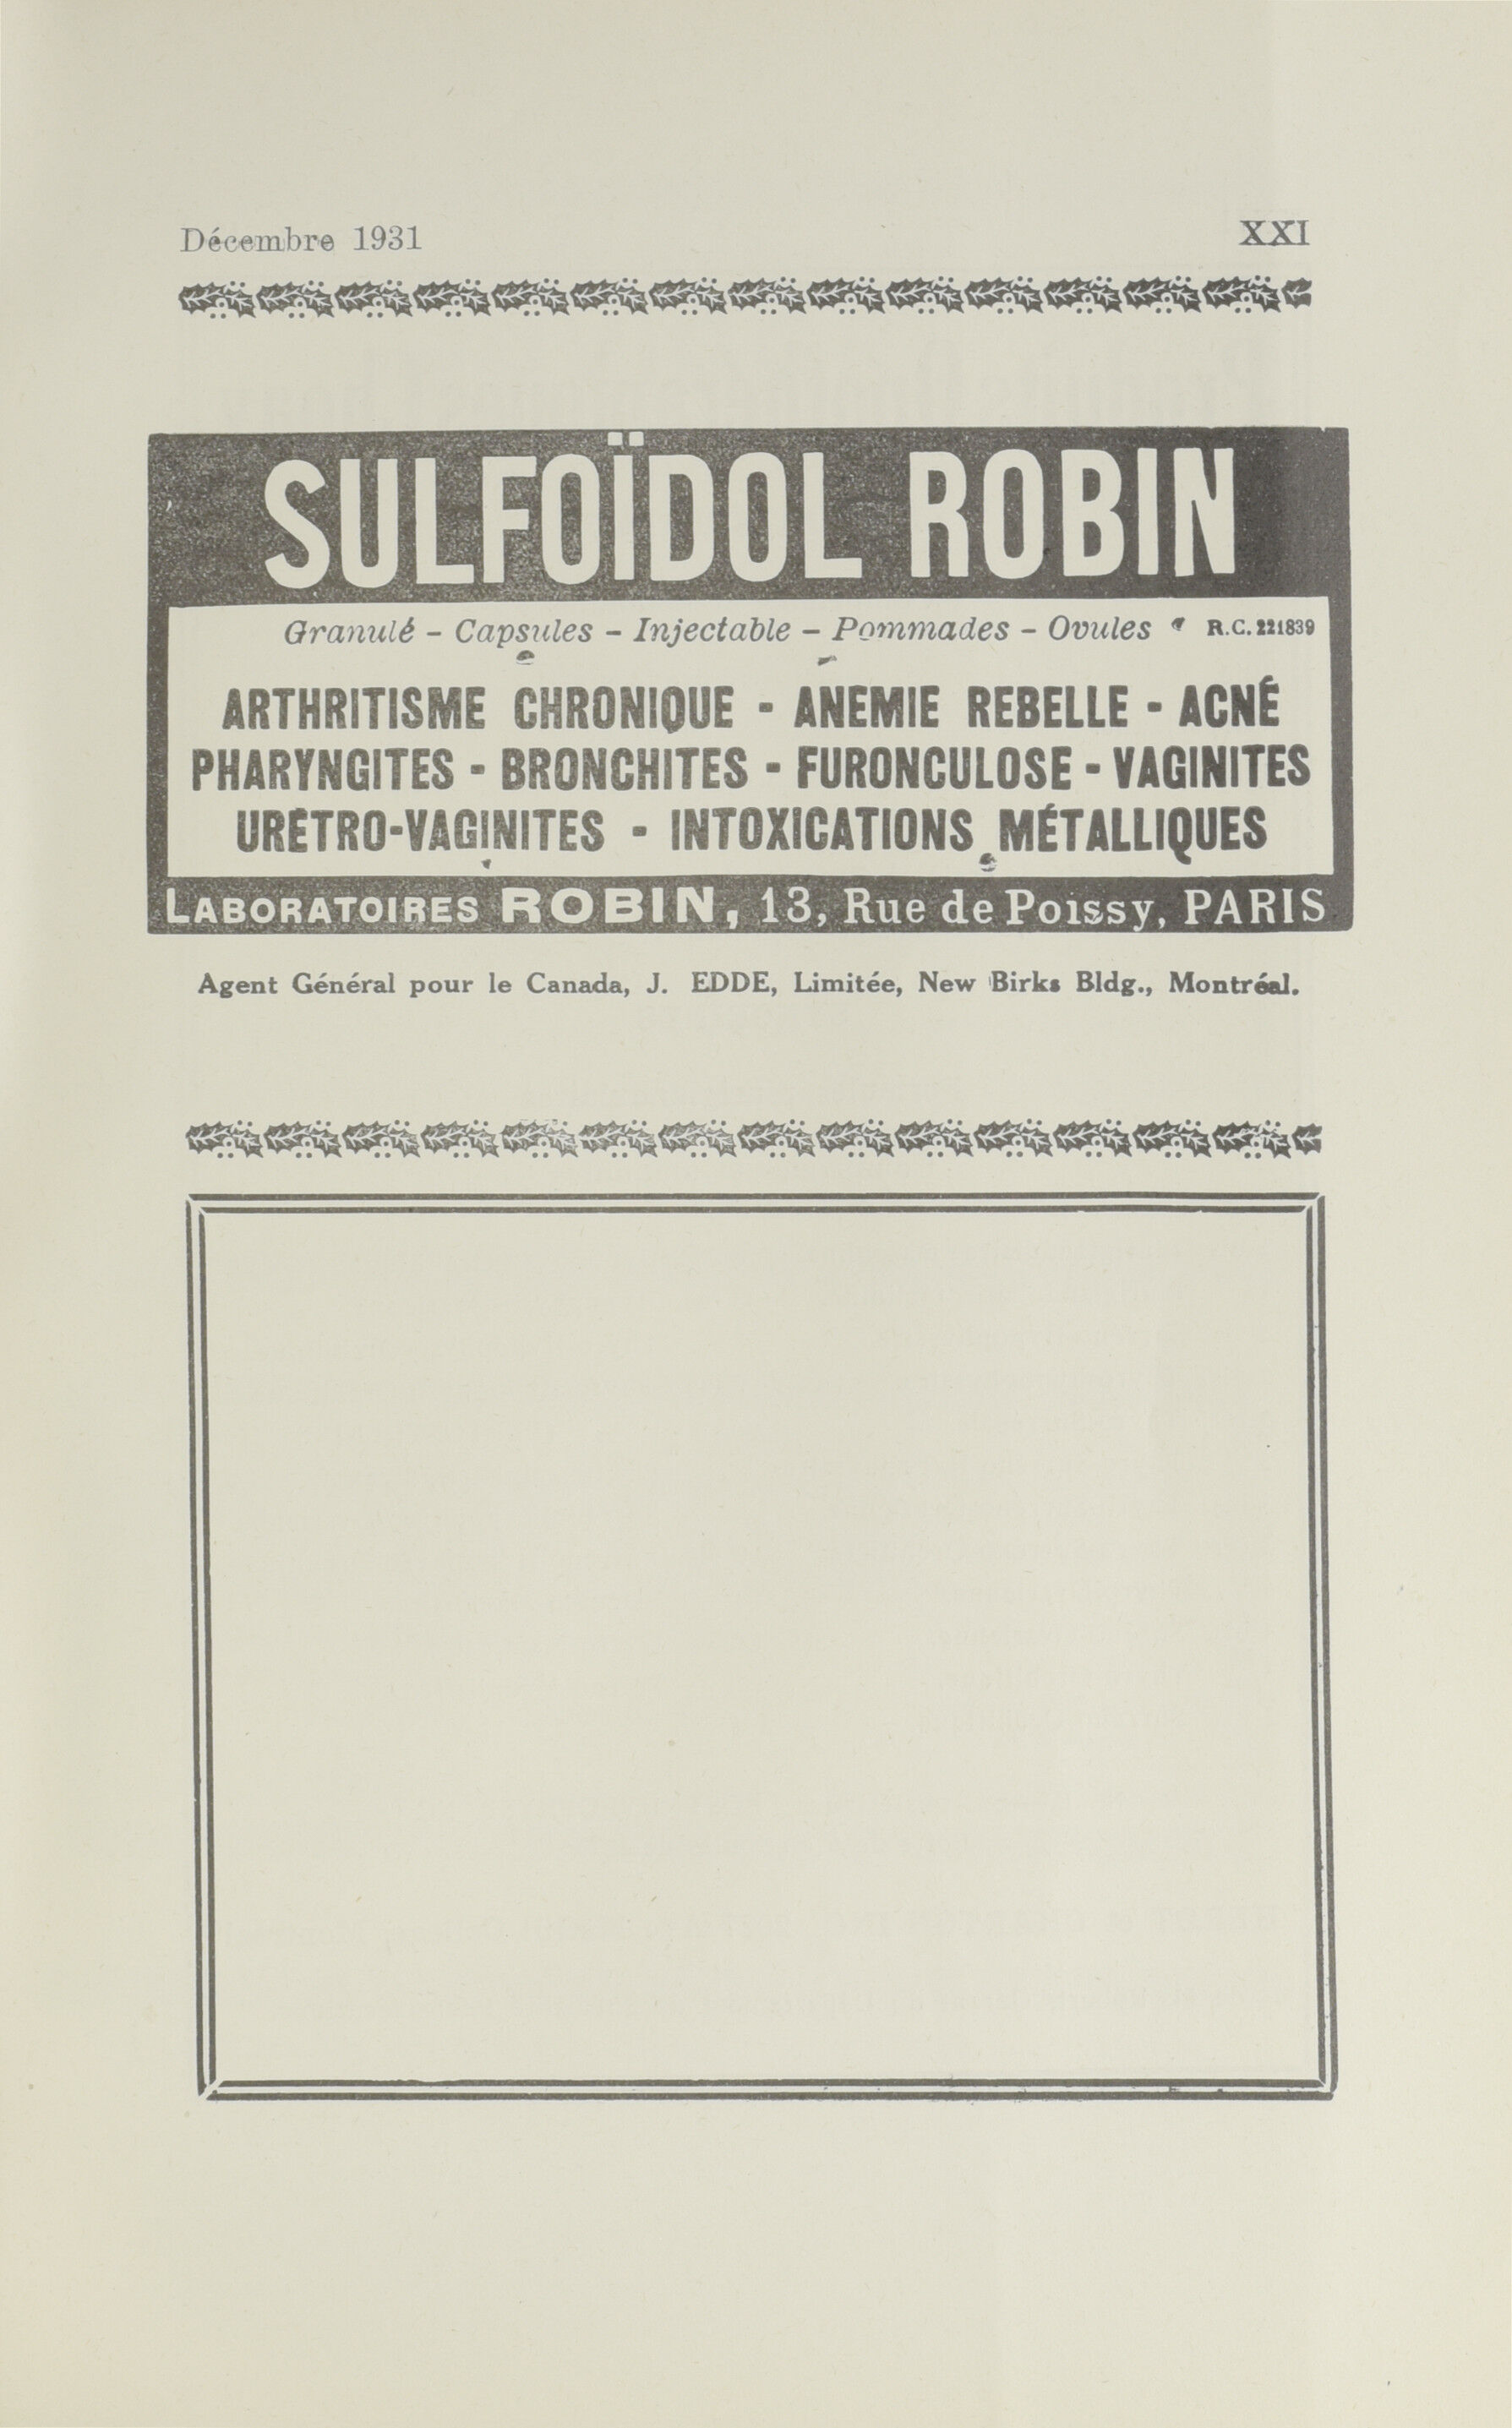 Décembre 1931 XXI
SULFOÏDOL ROBIN
Granulé - Capsules - Injectable - Pommades - Ovules R.C. 221839
ARTHRITISME CHRONIQUE - ANEMIE REBELLE - ACNÉ
PHARYNGITES - BRONCHITES - FURONCULOSE - VAGINITES
URÉTRO-VAGINITES - INTOXICATIONS MÉTALLIQUES
LABORATOIRES ROBIN, 13, Rue de Poissy, PARIS
Agent Général pour le Canada, J. EDDE, Limitée, New Birks Bldg., Montréal.